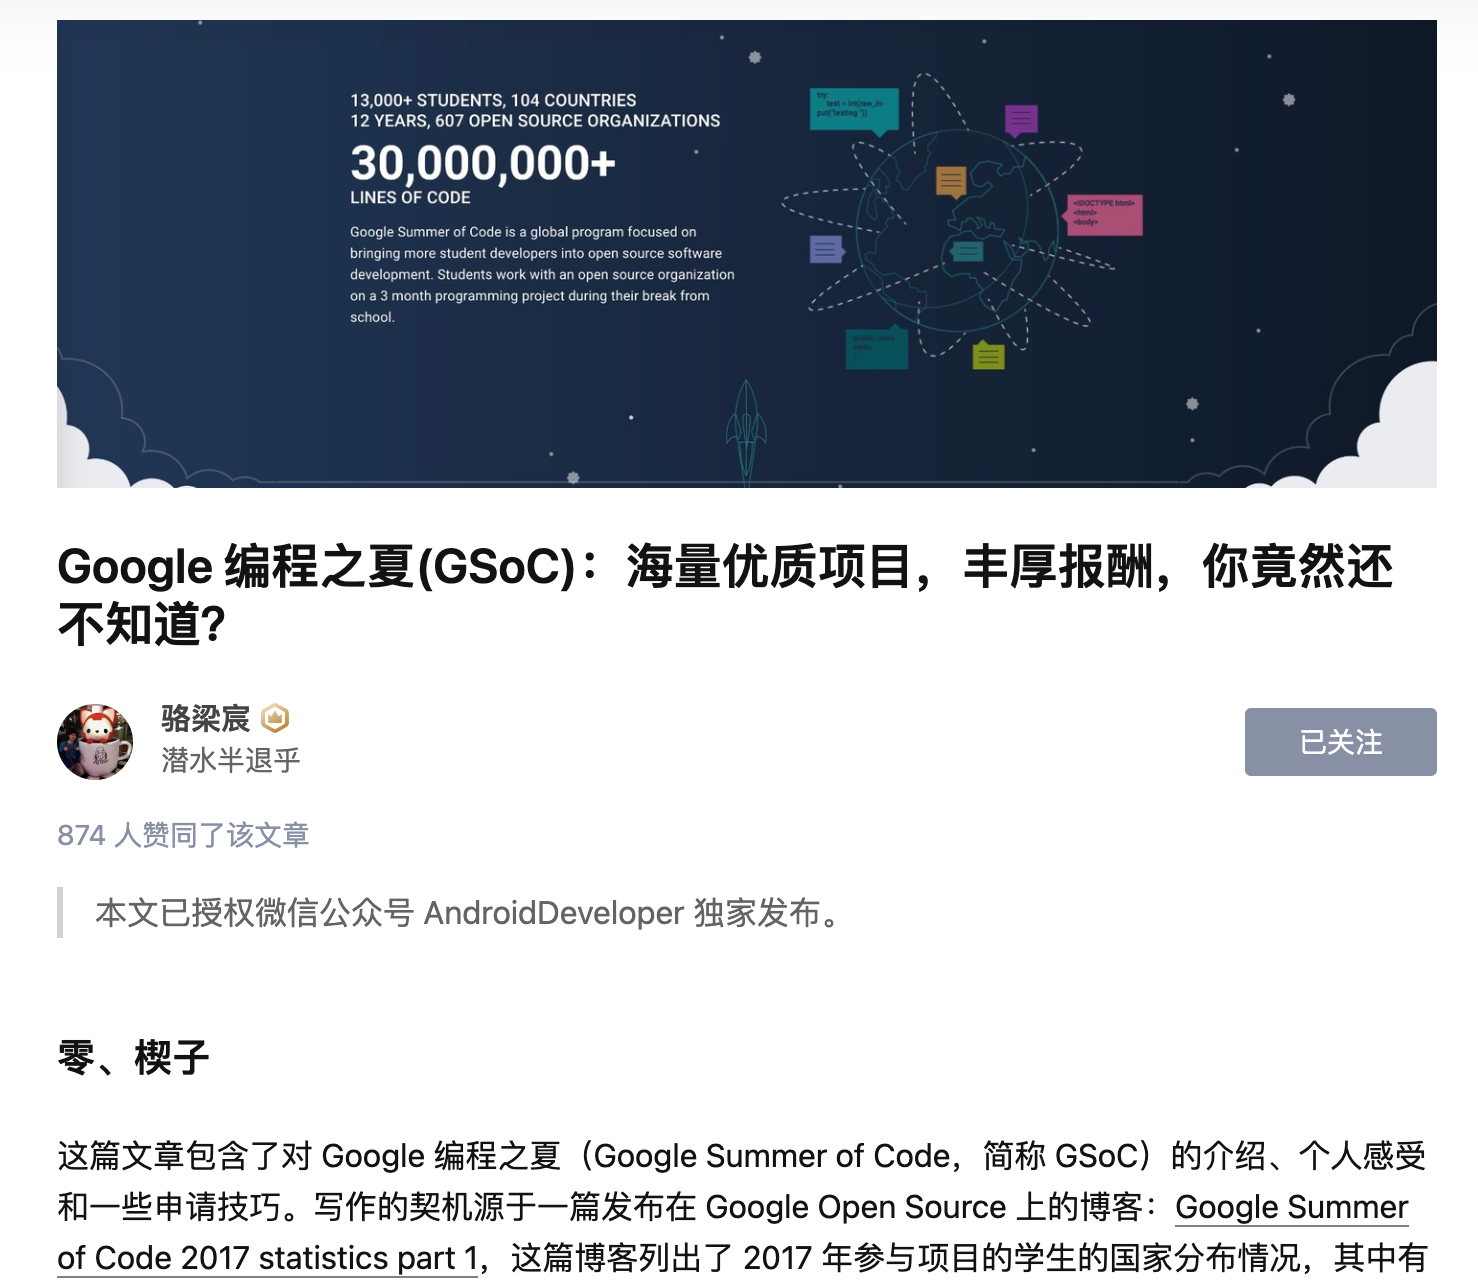 13,000+ STUDENTS, 104 COUNTRIES
12 YEARS, 607 OPEN SOURCE ORGANIZATIONS
30,000,000+
LINES OF CODE
Google Summer of Code is a global program focused on
bringing more student developers into open source software
development. Students work with an open source organization
on a 3 month programming project during their break from
school.
try:
test = int(raw_in-
put("testing "))
<!DOCTYPE html>
<html>
<body>
public class
Google 编程之夏(GSoC)：海量优质项目，丰厚报酬，你竟然还
不知道？
骆梁宸
潜水半退乎
已关注
874 人赞同了该文章
本文已授权微信公众号 AndroidDeveloper 独家发布。
零、楔子
这篇文章包含了对 Google 编程之夏（Google Summer of Code，简称 GSoC）的介绍、个人感受
和一些申请技巧。写作的契机源于一篇发布在 Google Open Source 上的博客：Google Summer
of Code 2017 statistics part 1，这篇博客列出了 2017 年参与项目的学生的国家分布情况，其中有